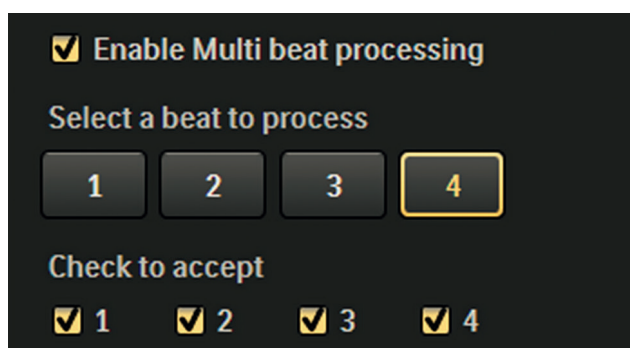 Enable Multi beat processing
Select a beat to process
1 2 3 4
Check to accept
1 2 3 4